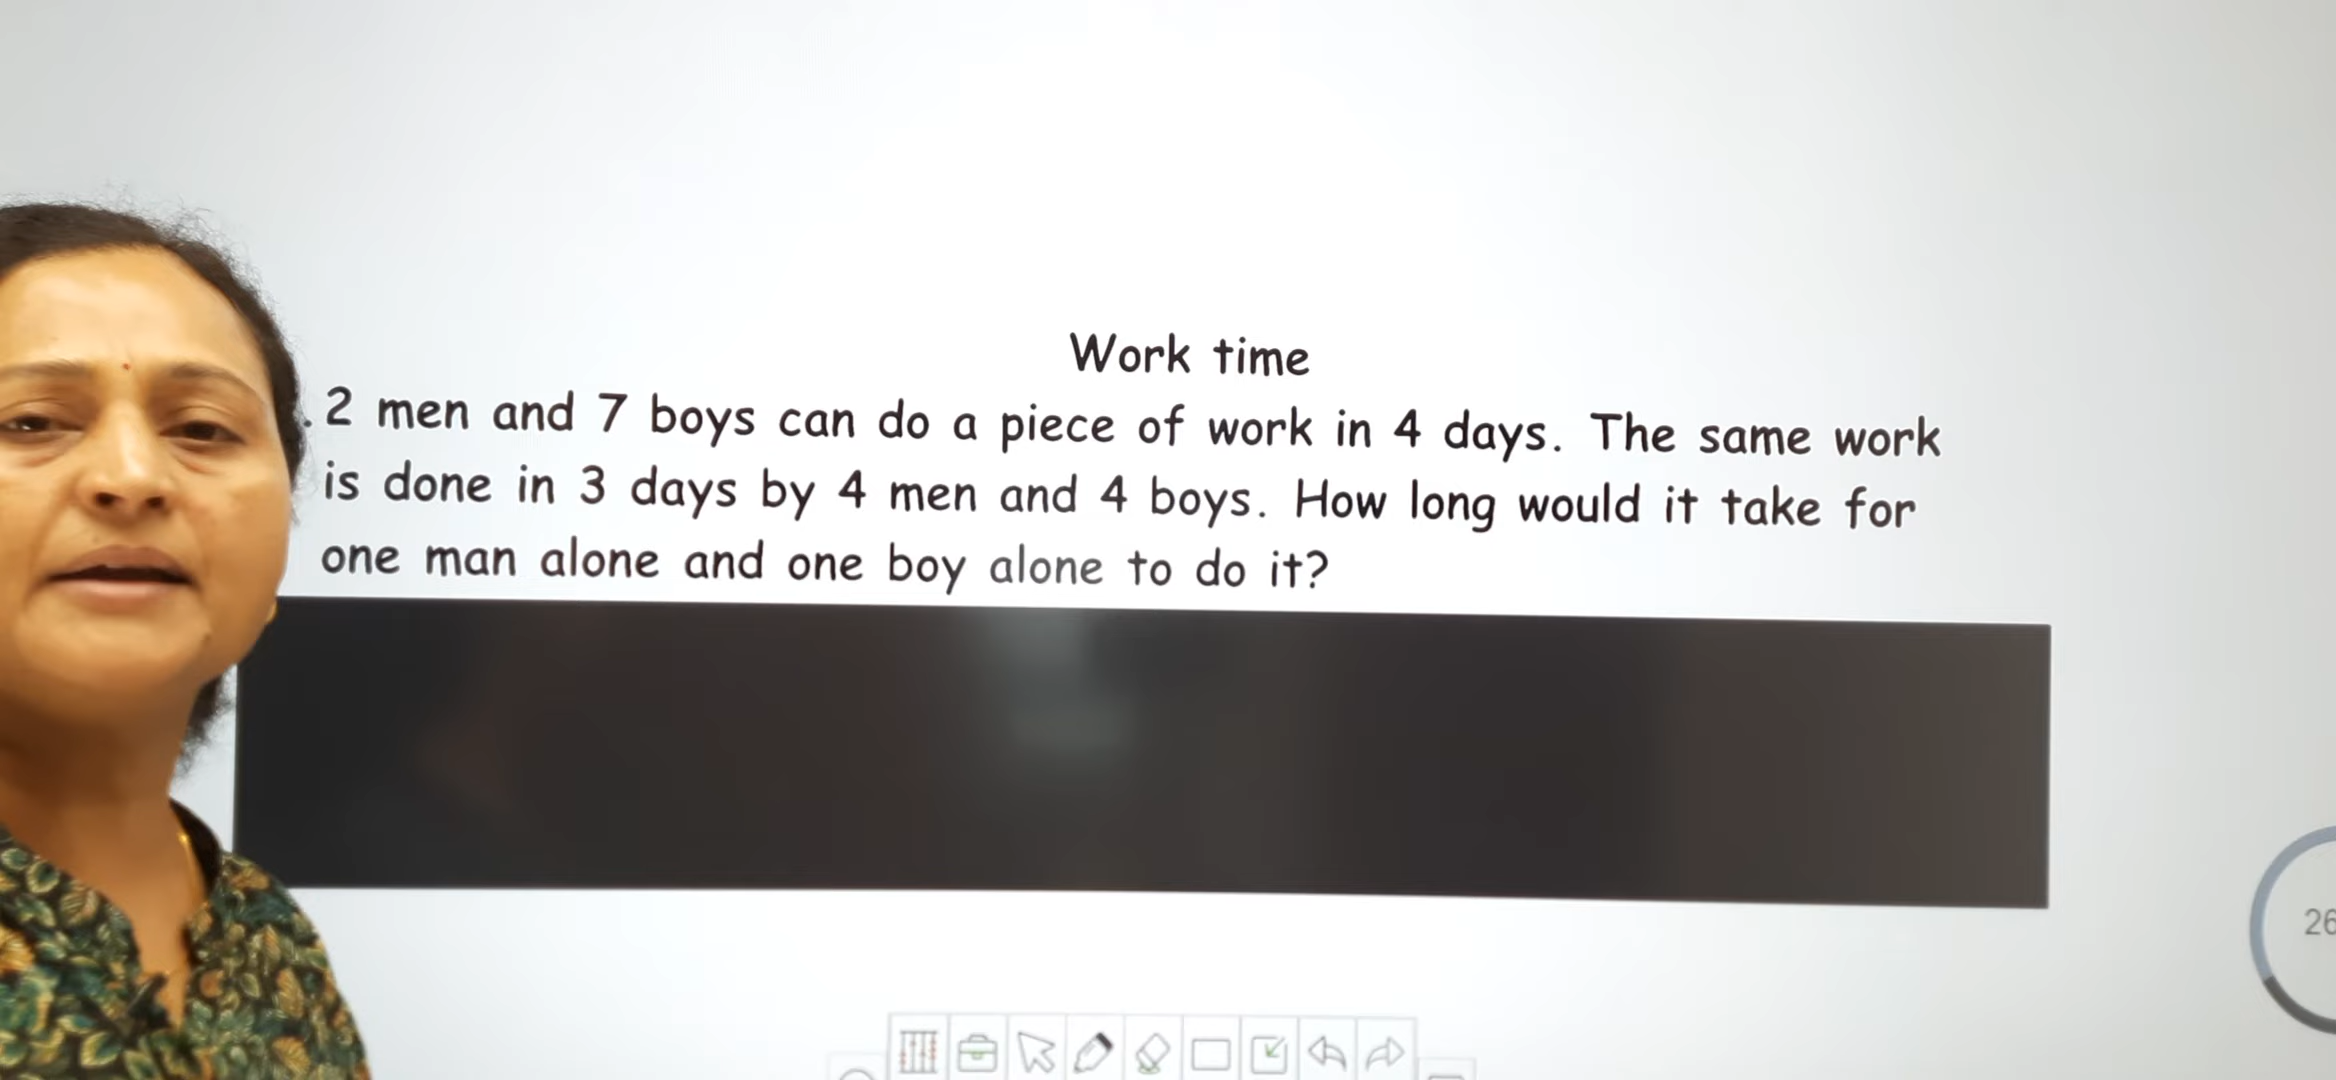 Work time
. 2 men and 7 boys can do a piece of work in 4 days. The same work
is done in 3 days by 4 men and 4 boys. How long would it take for
one man alone and one boy alone to do it?
26